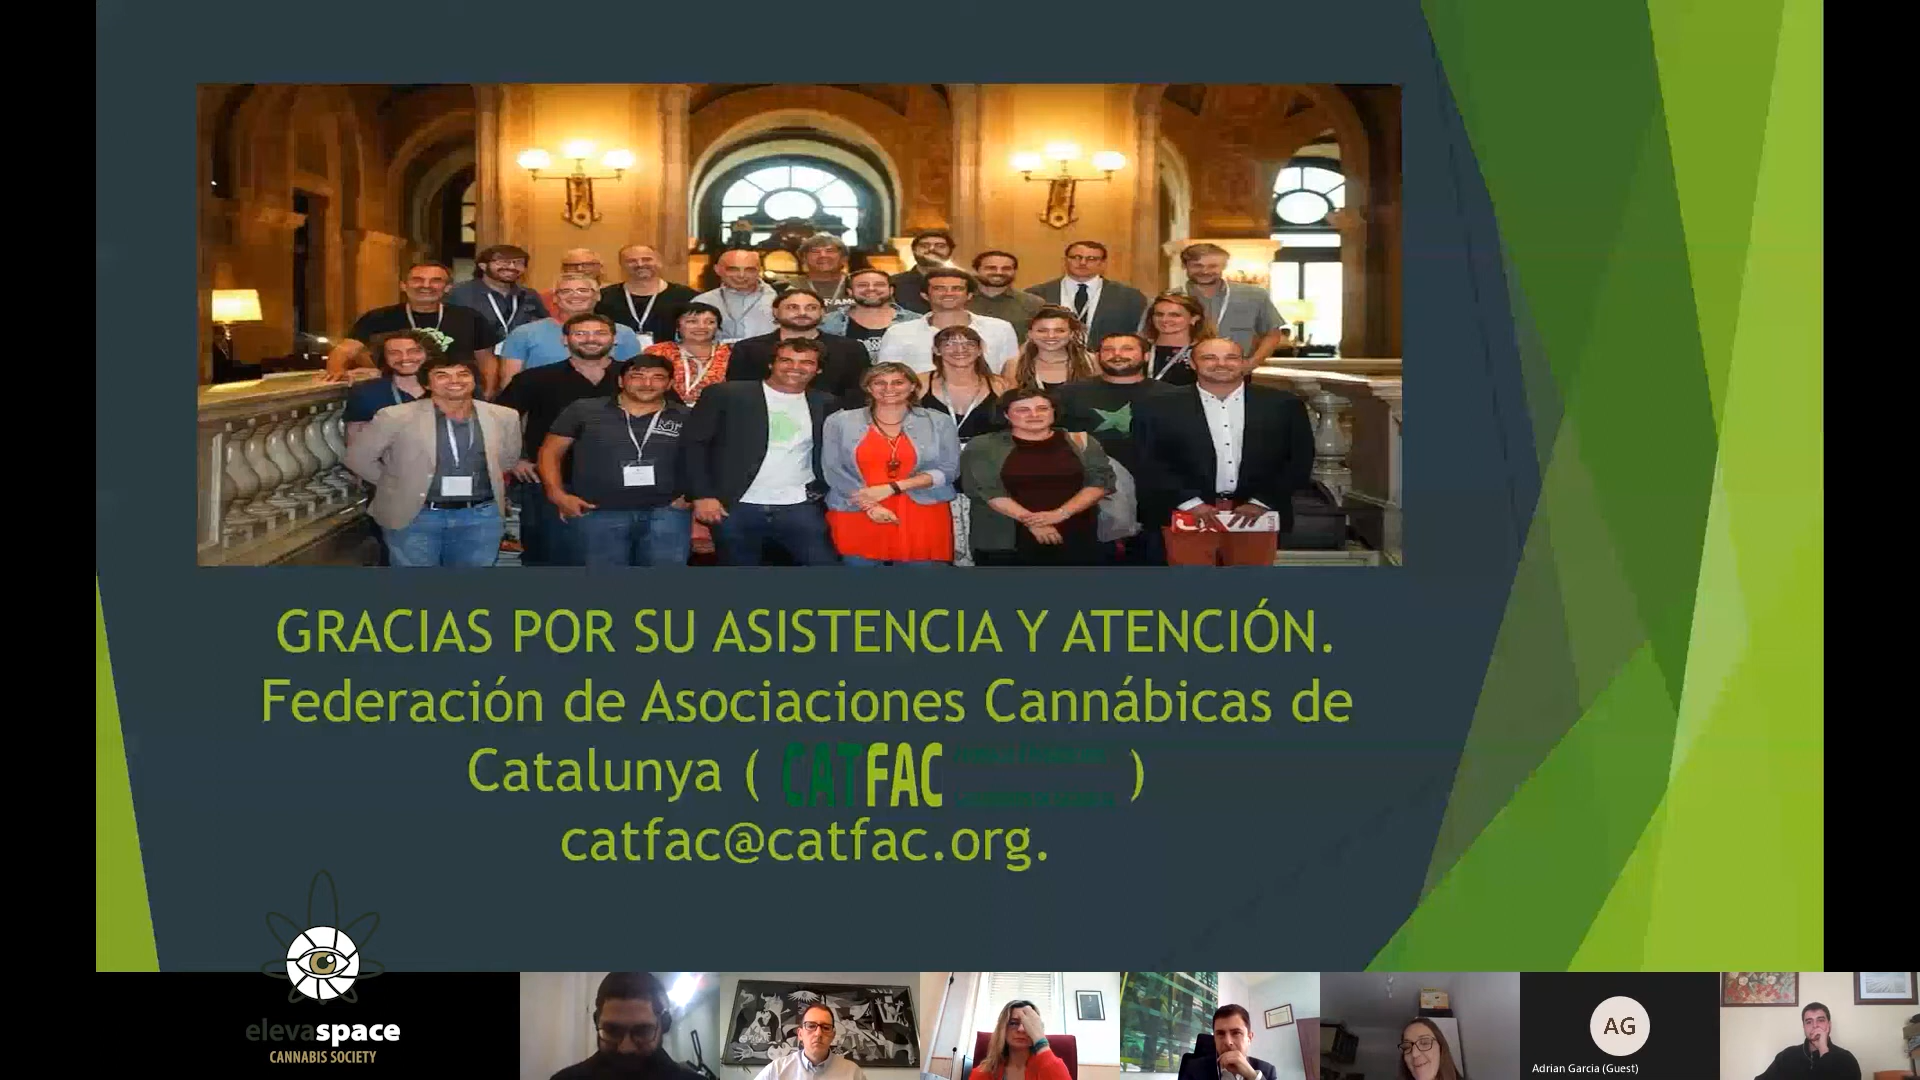 GRACIAS POR SU ASISTENCIA Y ATENCIÓN.
Federación de Asociaciones Cannábicas de
Catalunya ( CATFAC )
catfac@catfac.org.
elevaspace
CANNABIS SOCIETY
AG
Adrian Garcia (Guest)